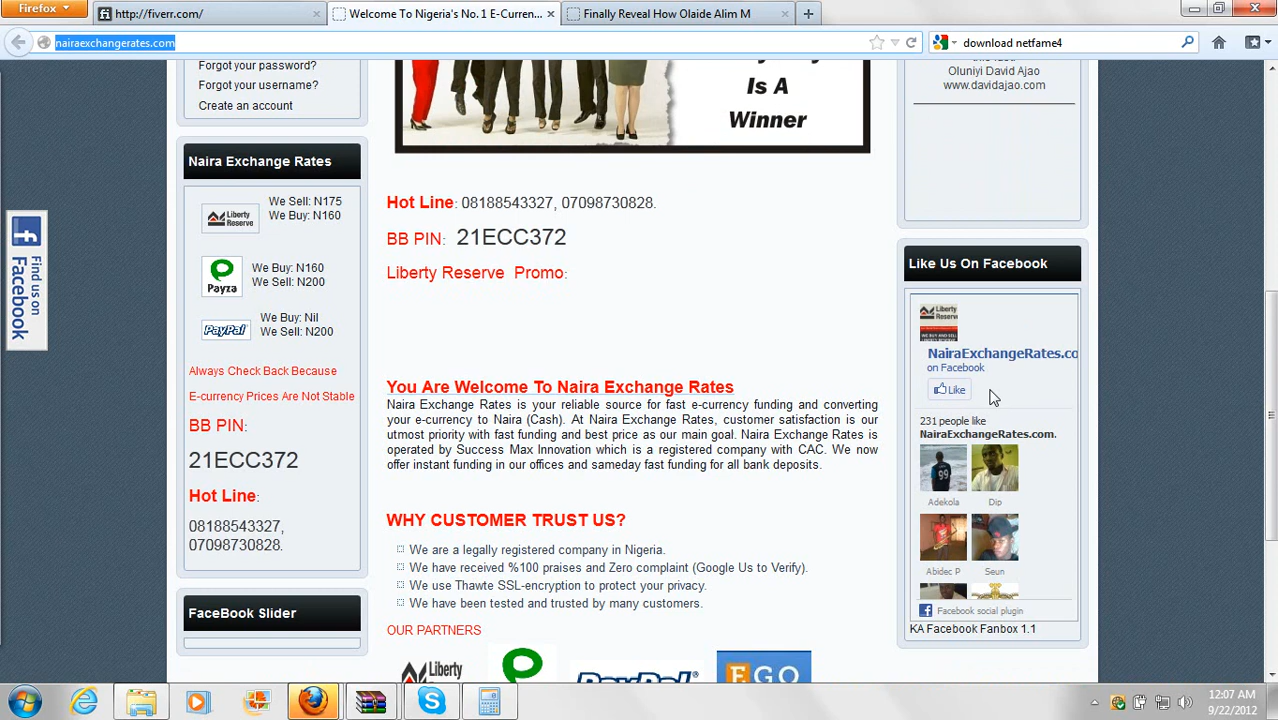 Firefox
http://fiverr.com/
Welcome To Nigeria's No. 1 E-Curren...
Finally Reveal How Olaide Alim M
nairaexchangerates.com
download netfame4
Forgot your password?
Forgot your username?
Create an account
Naira Exchange Rates
Liberty Reserve
We Sell: N175
We Buy: N160
Payza
We Buy: N160
We Sell: N200
PayPal
We Buy: Nil
We Sell: N200
Always Check Back Because
E-currency Prices Are Not Stable
BB PIN:
21ECC372
Hot Line:
08188543327,
07098730828.
FaceBook Slider
Find us on
Facebook
Is A
Winner
Hot Line: 08188543327, 07098730828.
BB PIN: 21ECC372
Liberty Reserve Promo:
You Are Welcome To Naira Exchange Rates
Naira Exchange Rates is your reliable source for fast e-currency funding and converting
your e-currency to Naira (Cash). At Naira Exchange Rates, customer satisfaction is our
utmost priority with fast funding and best price as our main goal. Naira Exchange Rates is
operated by Success Max Innovation which is a registered company with CAC. We now
offer instant funding in our offices and sameday fast funding for all bank deposits.
WHY CUSTOMER TRUST US?
We are a legally registered company in Nigeria.
We have received %100 praises and Zero complaint (Google Us to Verify).
We use Thawte SSL-encryption to protect your privacy.
We have been tested and trusted by many customers.
OUR PARTNERS
Liberty
PayPal
EGO
Oluniyi David Ajao
www.davidajao.com
Like Us On Facebook
Liberty
Reserve
NairaExchangeRates.co
on Facebook
Like
231 people like
NairaExchangeRates.com.
Adekola
Dip
Abidec P
Seun
Facebook social plugin
KA Facebook Fanbox 1.1
12:07 AM
9/22/2012